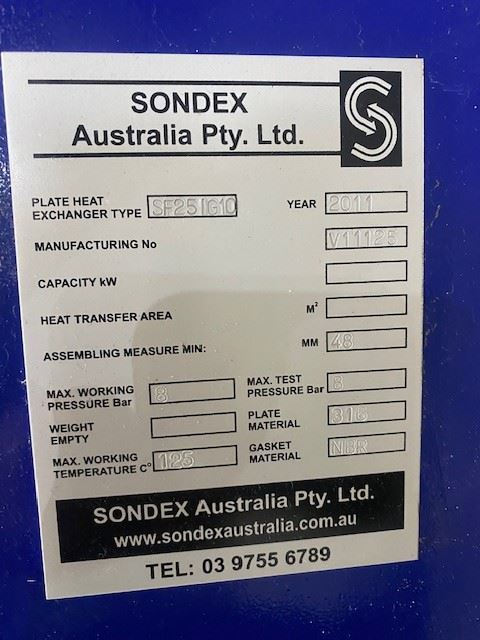 SONDEX
Australia Pty. Ltd.
PLATE HEAT
EXCHANGER TYPE SF25IG10 YEAR 2011
MANUFACTURING No V11125
CAPACITY kW
HEAT TRANSFER AREA M²
ASSEMBLING MEASURE MIN: MM 48
MAX. WORKING
PRESSURE Bar 8
MAX. TEST
PRESSURE Bar 8
WEIGHT
EMPTY
PLATE
MATERIAL 316
MAX. WORKING
TEMPERATURE C° 125
GASKET
MATERIAL NBR
SONDEX Australia Pty. Ltd.
www.sondexaustralia.com.au
TEL: 03 9755 6789